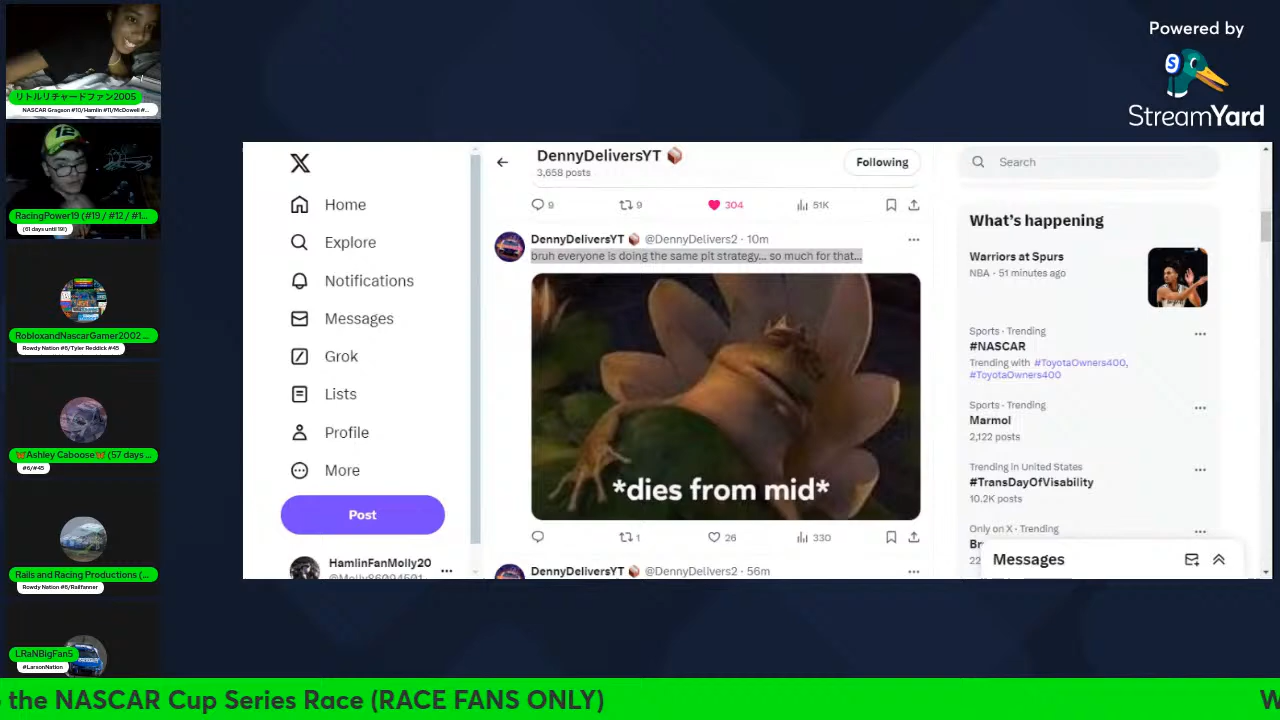 Powered by
StreamYard
リトルリチャードファン2005
NASCAR Gragson #10/Hamlin #11/McDowell #...
RacingPower19 (#19 / #12 / #1...
(61 days until 19!)
RobloxandNascarGamer2002 ...
Rowdy Nation #8/Tyler Reddick #45
🦋Ashley Caboose🦋 (57 days ...
#6/#45
Rails and Racing Productions (...
Rowdy Nation #8/Railfanner
LRaNBigFan5
#LarsonNation
X
Home
Explore
Notifications
Messages
Grok
Lists
Profile
More
Post
HamlinFanMolly20
DennyDeliversYT 📦
3,658 posts
Following
9
9
304
51K
DennyDeliversYT 📦 @DennyDelivers2 · 10m
bruh everyone is doing the same pit strategy... so much for that...
*dies from mid*
1
26
330
DennyDeliversYT 📦 @DennyDelivers2 · 56m
Search
What's happening
Warriors at Spurs
NBA · 51 minutes ago
Sports · Trending
#NASCAR
Trending with #ToyotaOwners400,
#ToyotaOwners400
Sports · Trending
Marmol
2,122 posts
Trending in United States
#TransDayOfVisability
10.2K posts
Only on X · Trending
Messages
the NASCAR Cup Series Race (RACE FANS ONLY)
W